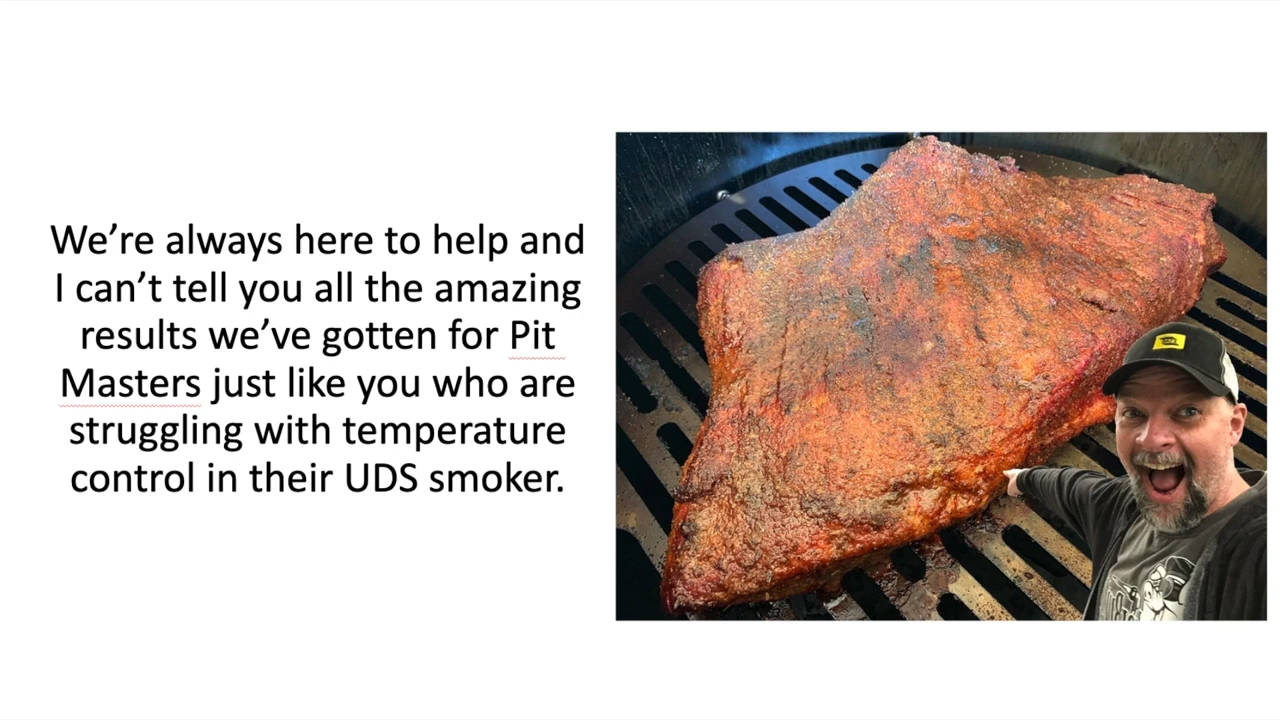 We’re always here to help and
I can’t tell you all the amazing
results we’ve gotten for Pit
Masters just like you who are
struggling with temperature
control in their UDS smoker.